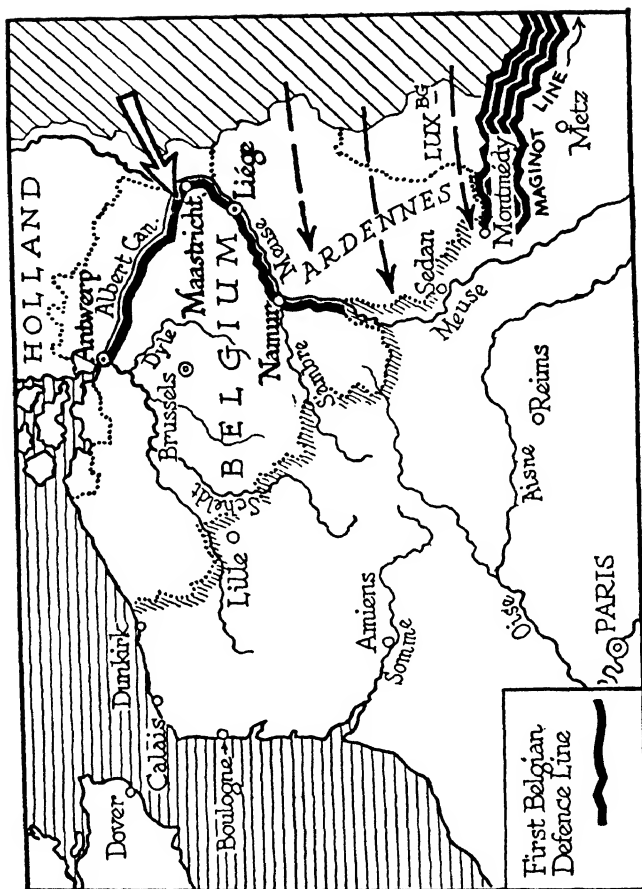 HOLLAND
Antwerp
Albert Can.
Dover
Dunkirk
Dyle
Calais
Brussels
Maastricht
BELGIUM
Boulogne
Lille
Scheldt
Liége
Namur
Meuse
Sambre
ARDENNES
Amiens
Somme
Sedan
LUX BG
Meuse
Montmédy
MAGINOT LINE
Oise
Aisne
Reims
Metz
PARIS
First Belgian
Defence Line